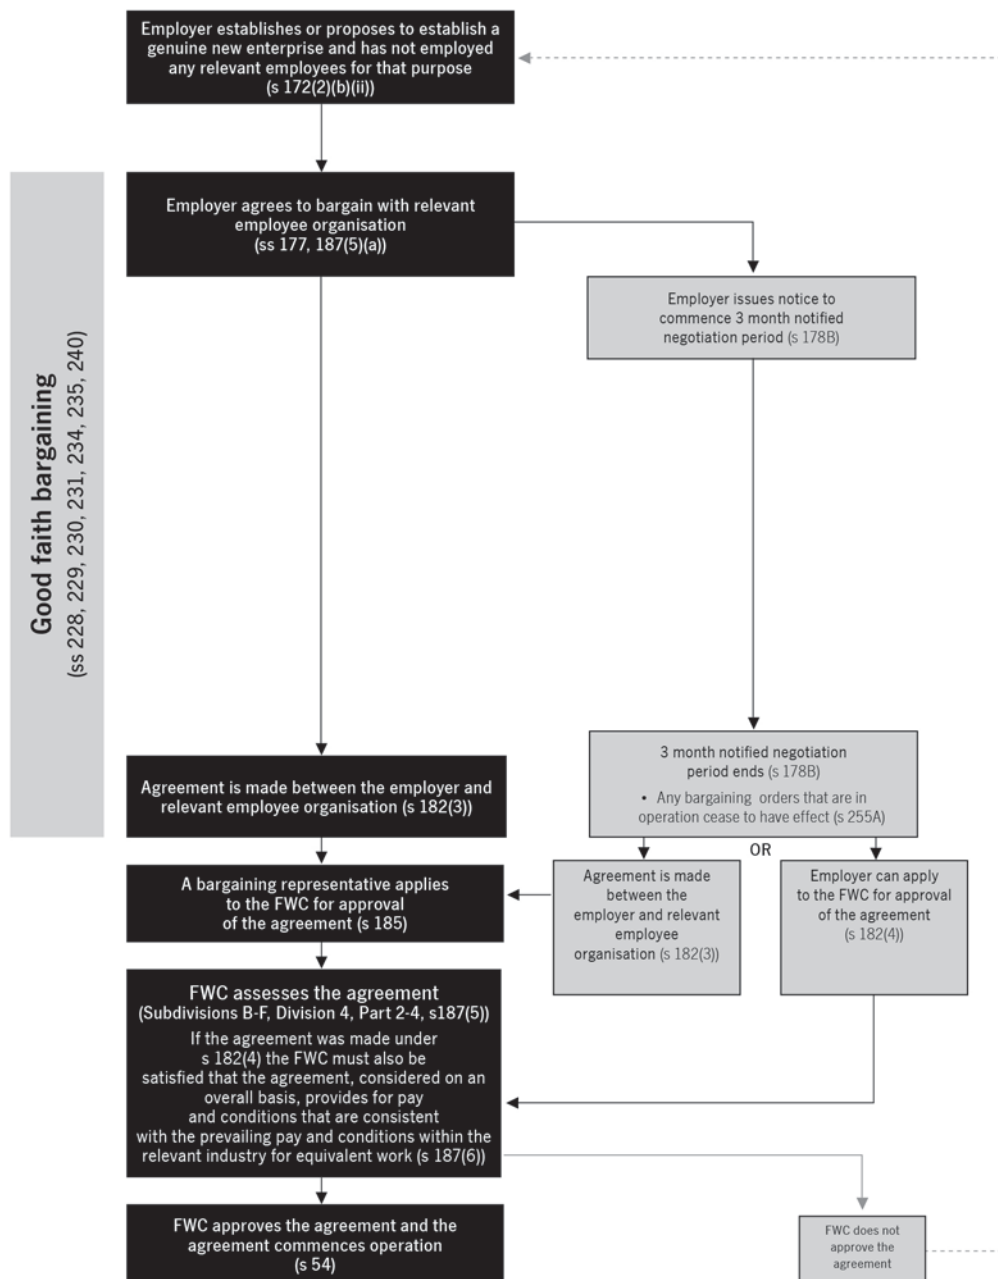 Employer establishes or proposes to establish a
genuine new enterprise and has not employed
any relevant employees for that purpose
(s 172(2)(b)(ii))
Good faith bargaining
(ss 228, 229, 230, 231, 234, 235, 240)
Employer agrees to bargain with relevant
employee organisation
(ss 177, 187(5)(a))
Employer issues notice to
commence 3 month notified
negotiation period (s 178B)
3 month notified negotiation
period ends (s 178B)
• Any bargaining orders that are in
operation cease to have effect (s 255A)
Agreement is made between the employer and
relevant employee organisation (s 182(3))
OR
A bargaining representative applies
to the FWC for approval
of the agreement (s 185)
Agreement is made
between the
employer and relevant
employee
organisation (s 182(3))
Employer can apply
to the FWC for approval
of the agreement
(s 182(4))
FWC assesses the agreement
(Subdivisions B-F, Division 4, Part 2-4, s187(5))
If the agreement was made under
s 182(4) the FWC must also be
satisfied that the agreement, considered on an
overall basis, provides for pay
and conditions that are consistent
with the prevailing pay and conditions within the
relevant industry for equivalent work (s 187(6))
FWC approves the agreement and the
agreement commences operation
(s 54)
FWC does not
approve the
agreement